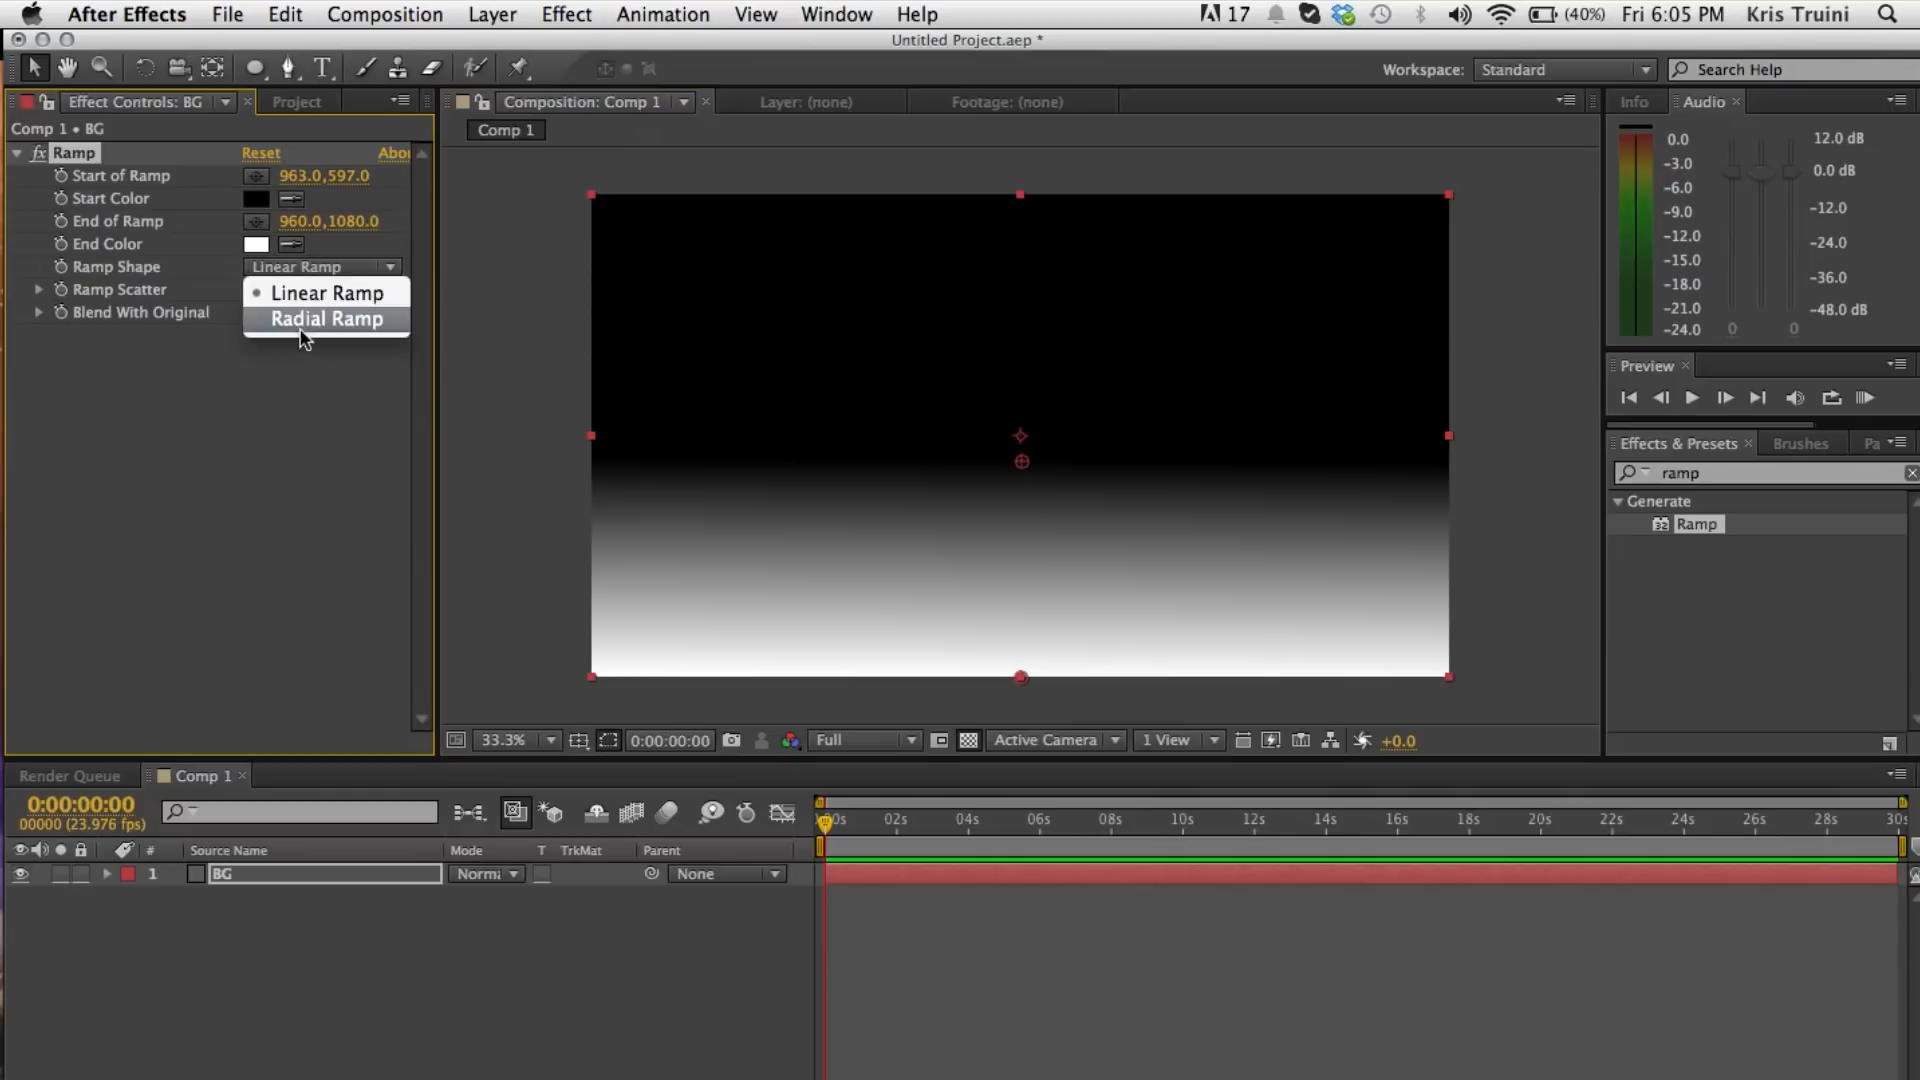 After Effects File Edit Composition Layer Effect Animation View Window Help 17 (40%) Fri 6:05 PM Kris Truini
Untitled Project.aep *
Workspace: Standard Search Help
Effect Controls: BG Project Composition: Comp 1 Layer: (none) Footage: (none) Info Audio
Comp 1 • BG Comp 1
fx Ramp Reset Abou
Start of Ramp 963.0,597.0
Start Color
End of Ramp 960.0,1080.0
End Color
Ramp Shape Linear Ramp
Ramp Scatter Linear Ramp
Blend With Original Radial Ramp
0.0 12.0 dB
-3.0 0.0 dB
-6.0
-9.0 -12.0
-12.0 -24.0
-15.0
-18.0 -36.0
-21.0 -48.0 dB
-24.0 0 0
Preview
Effects & Presets Brushes Pa
ramp
Generate
32 Ramp
33.3% 0:00:00:00 Full Active Camera 1 View +0.0
Render Queue Comp 1
0:00:00:00
00000 (23.976 fps)
00s 02s 04s 06s 08s 10s 12s 14s 16s 18s 20s 22s 24s 26s 28s 30s
# Source Name Mode T TrkMat Parent
1 BG Norma None